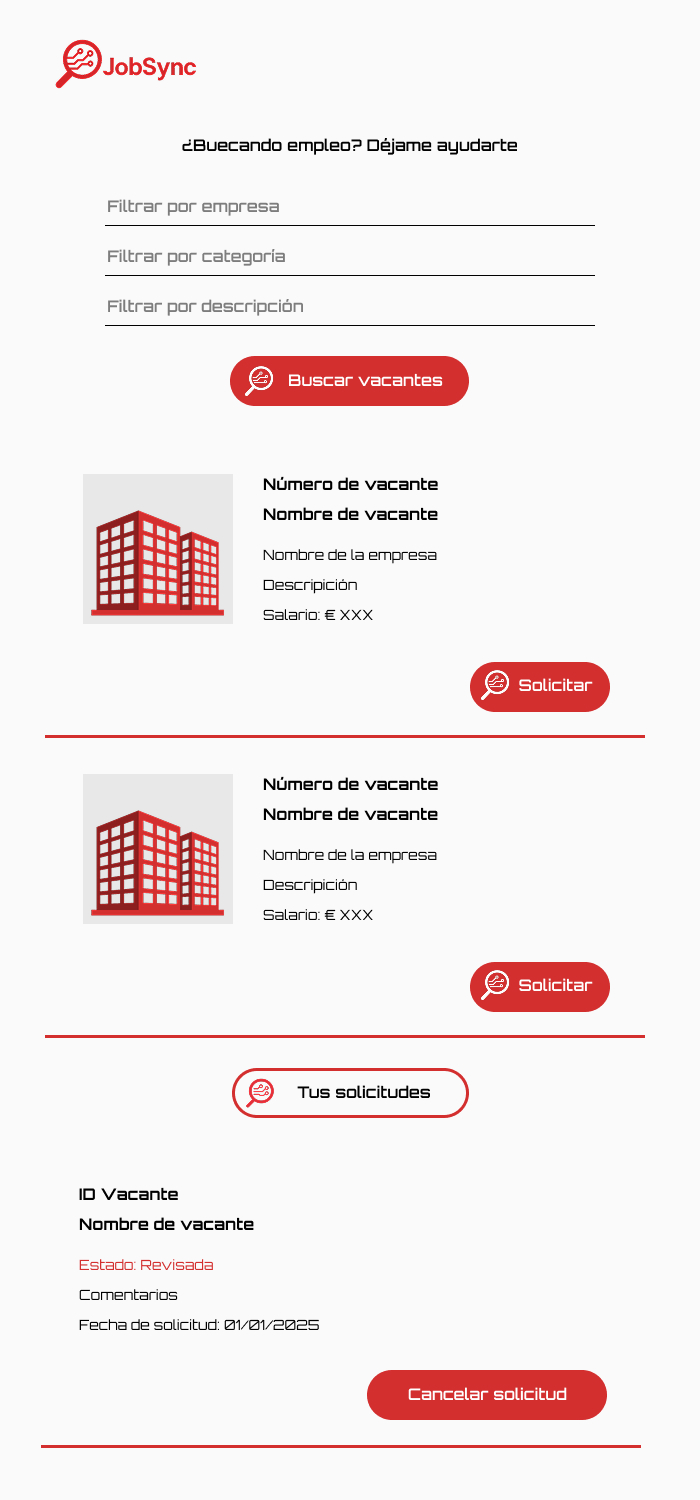 JobSync
¿Buecando empleo? Déjame ayudarte
Filtrar por empresa
Filtrar por categoría
Filtrar por descripción
Buscar vacantes
Número de vacante
Nombre de vacante
Nombre de la empresa
Descripición
Salario: € XXX
Solicitar
Número de vacante
Nombre de vacante
Nombre de la empresa
Descripición
Salario: € XXX
Solicitar
Tus solicitudes
ID Vacante
Nombre de vacante
Estado: Revisada
Comentarios
Fecha de solicitud: 01/01/2025
Cancelar solicitud